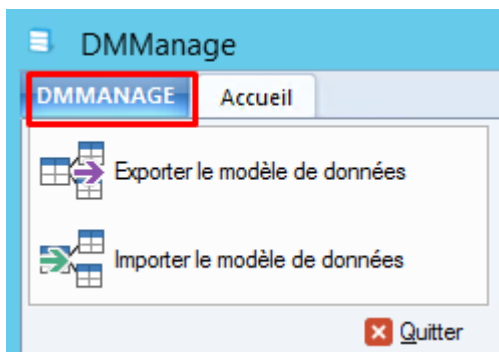 DMManage
DMMANAGE Accueil
Exporter le modèle de données
Importer le modèle de données
Quitter